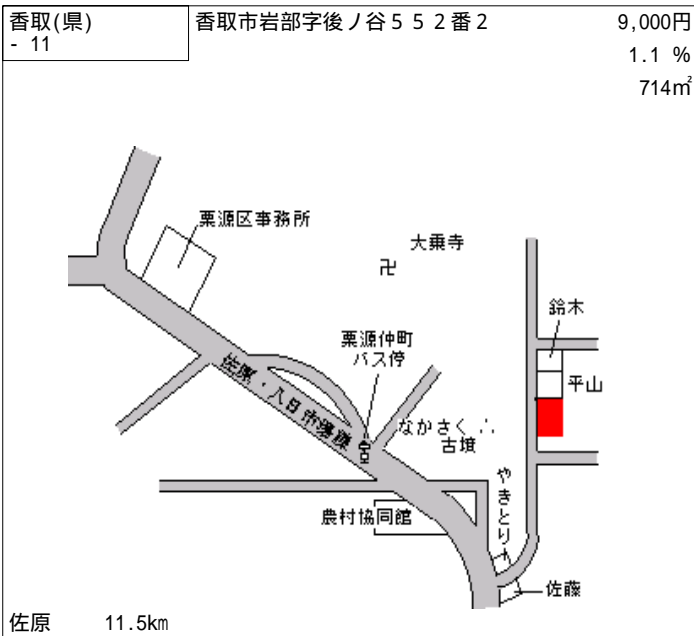 香取(県)
- 11
香取市岩部字後ノ谷５５２番２
9,000円
1.1 %
714㎡
栗源区事務所
大乗寺
卍
鈴木
栗源仲町
バス停
平山
佐原・八日市場線
なかさく
古墳
やきとり
農村協同館
佐藤
佐原 11.5km